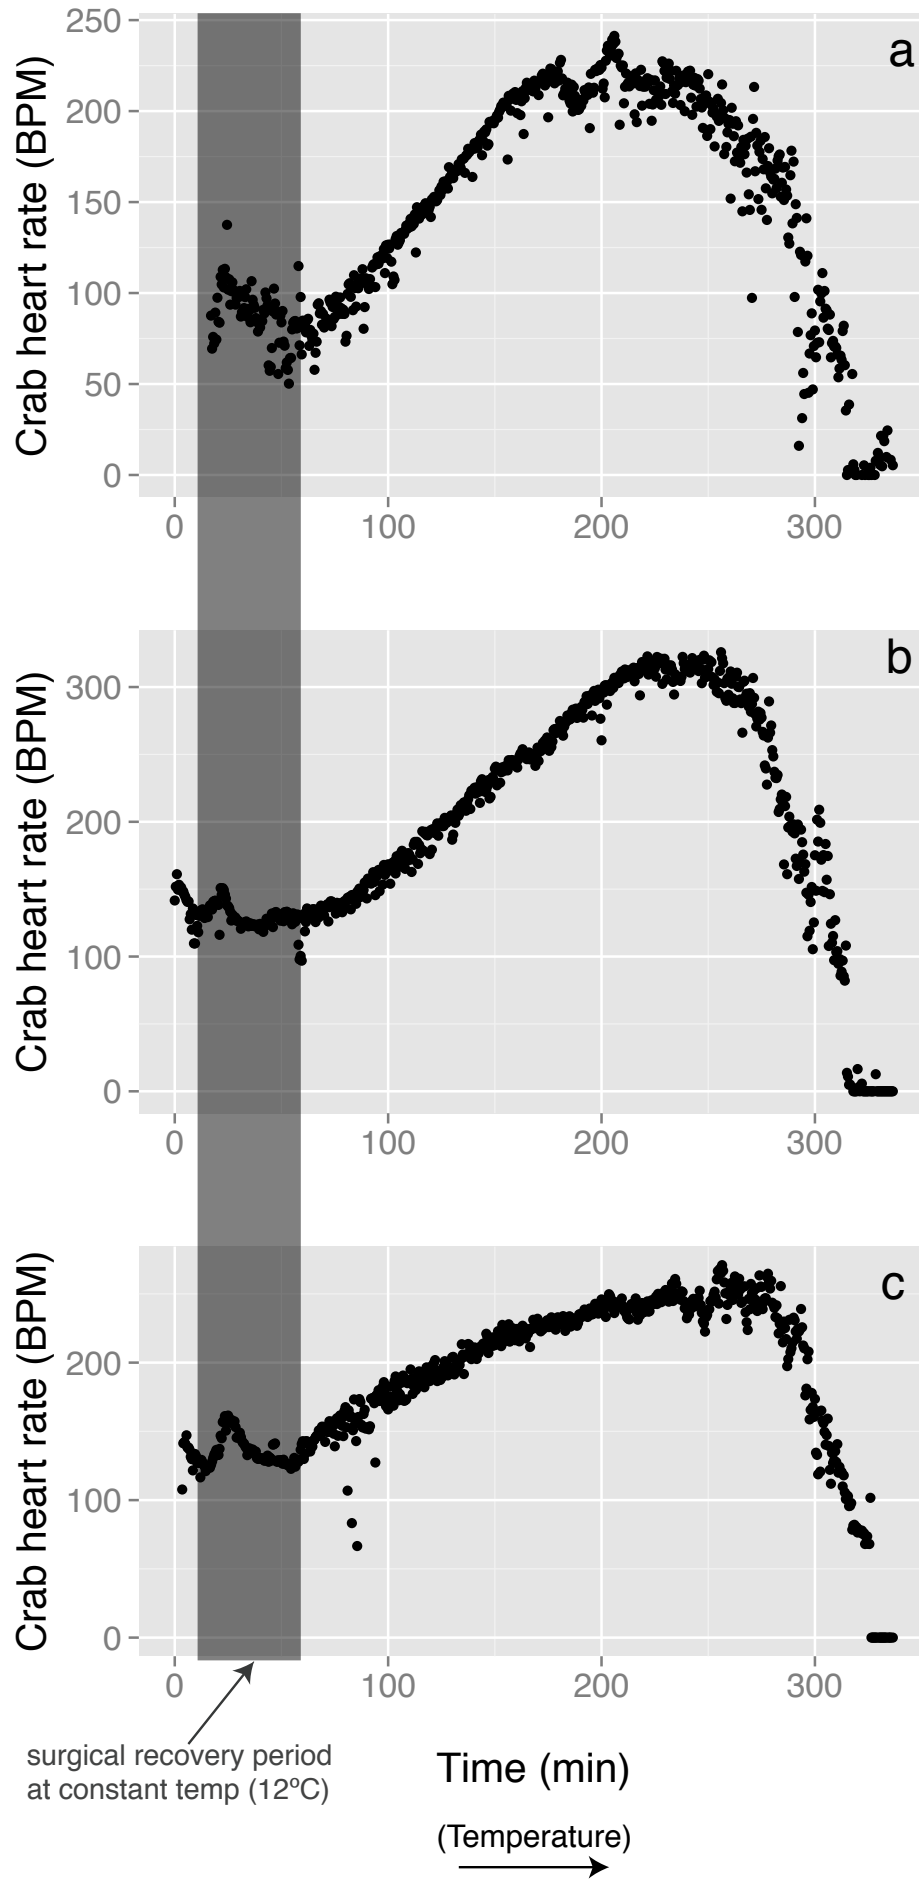 a
Crab heart rate (BPM)
250
200
150
100
50
0
0 100 200 300
b
Crab heart rate (BPM)
300
200
100
0
0 100 200 300
c
Crab heart rate (BPM)
200
100
0
0 100 200 300
surgical recovery period
at constant temp (12ºC)
Time (min)
(Temperature)